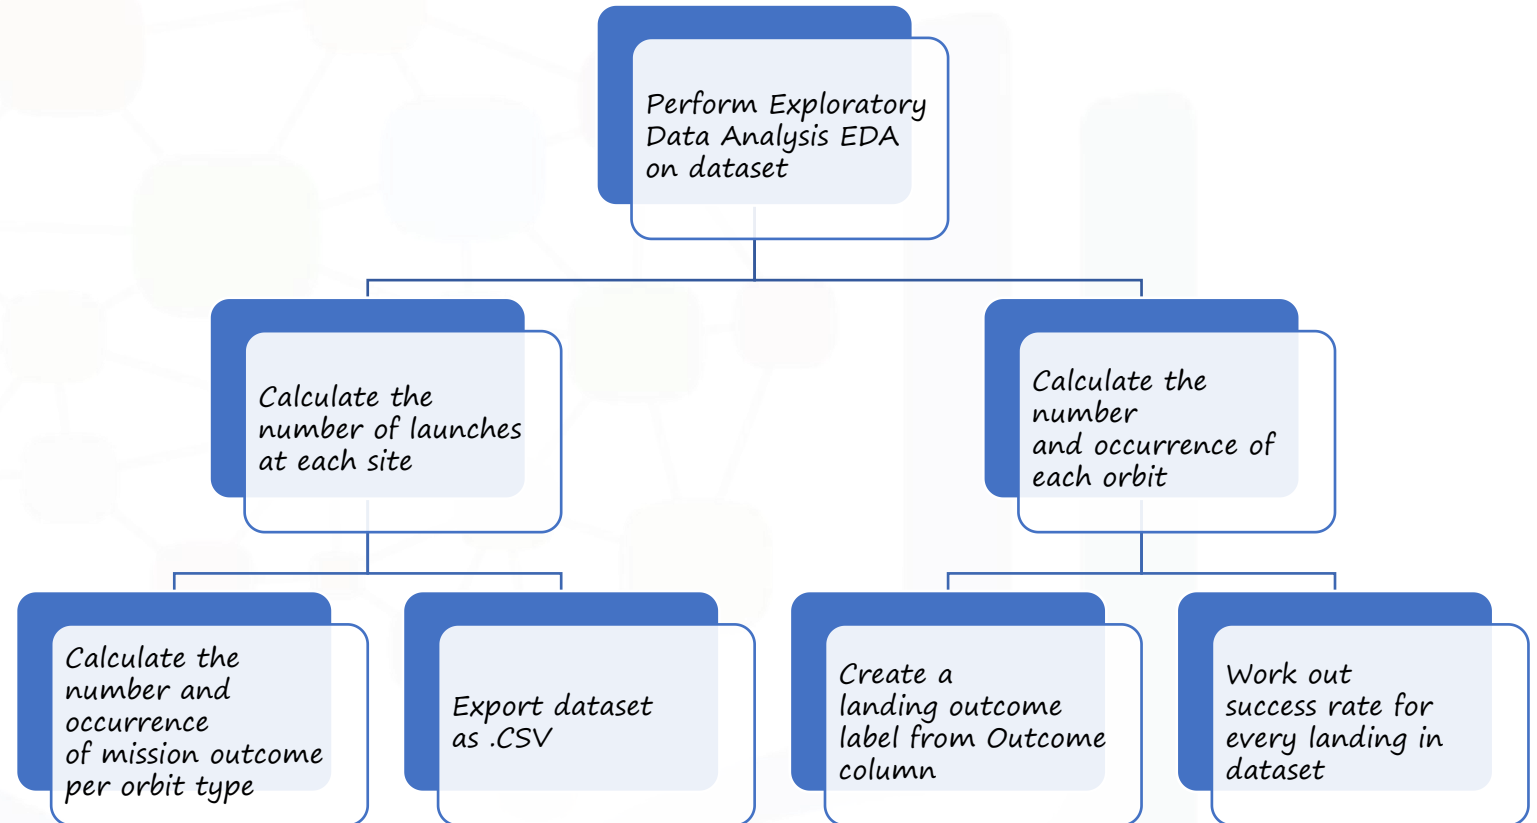 Perform Exploratory
Data Analysis EDA
on dataset
Calculate the
number of launches
at each site
Calculate the
number
and occurrence of
each orbit
Calculate the
number and
occurrence
of mission outcome
per orbit type
Export dataset
as .CSV
Create a
landing outcome
label from Outcome
column
Work out
success rate for
every landing in
dataset